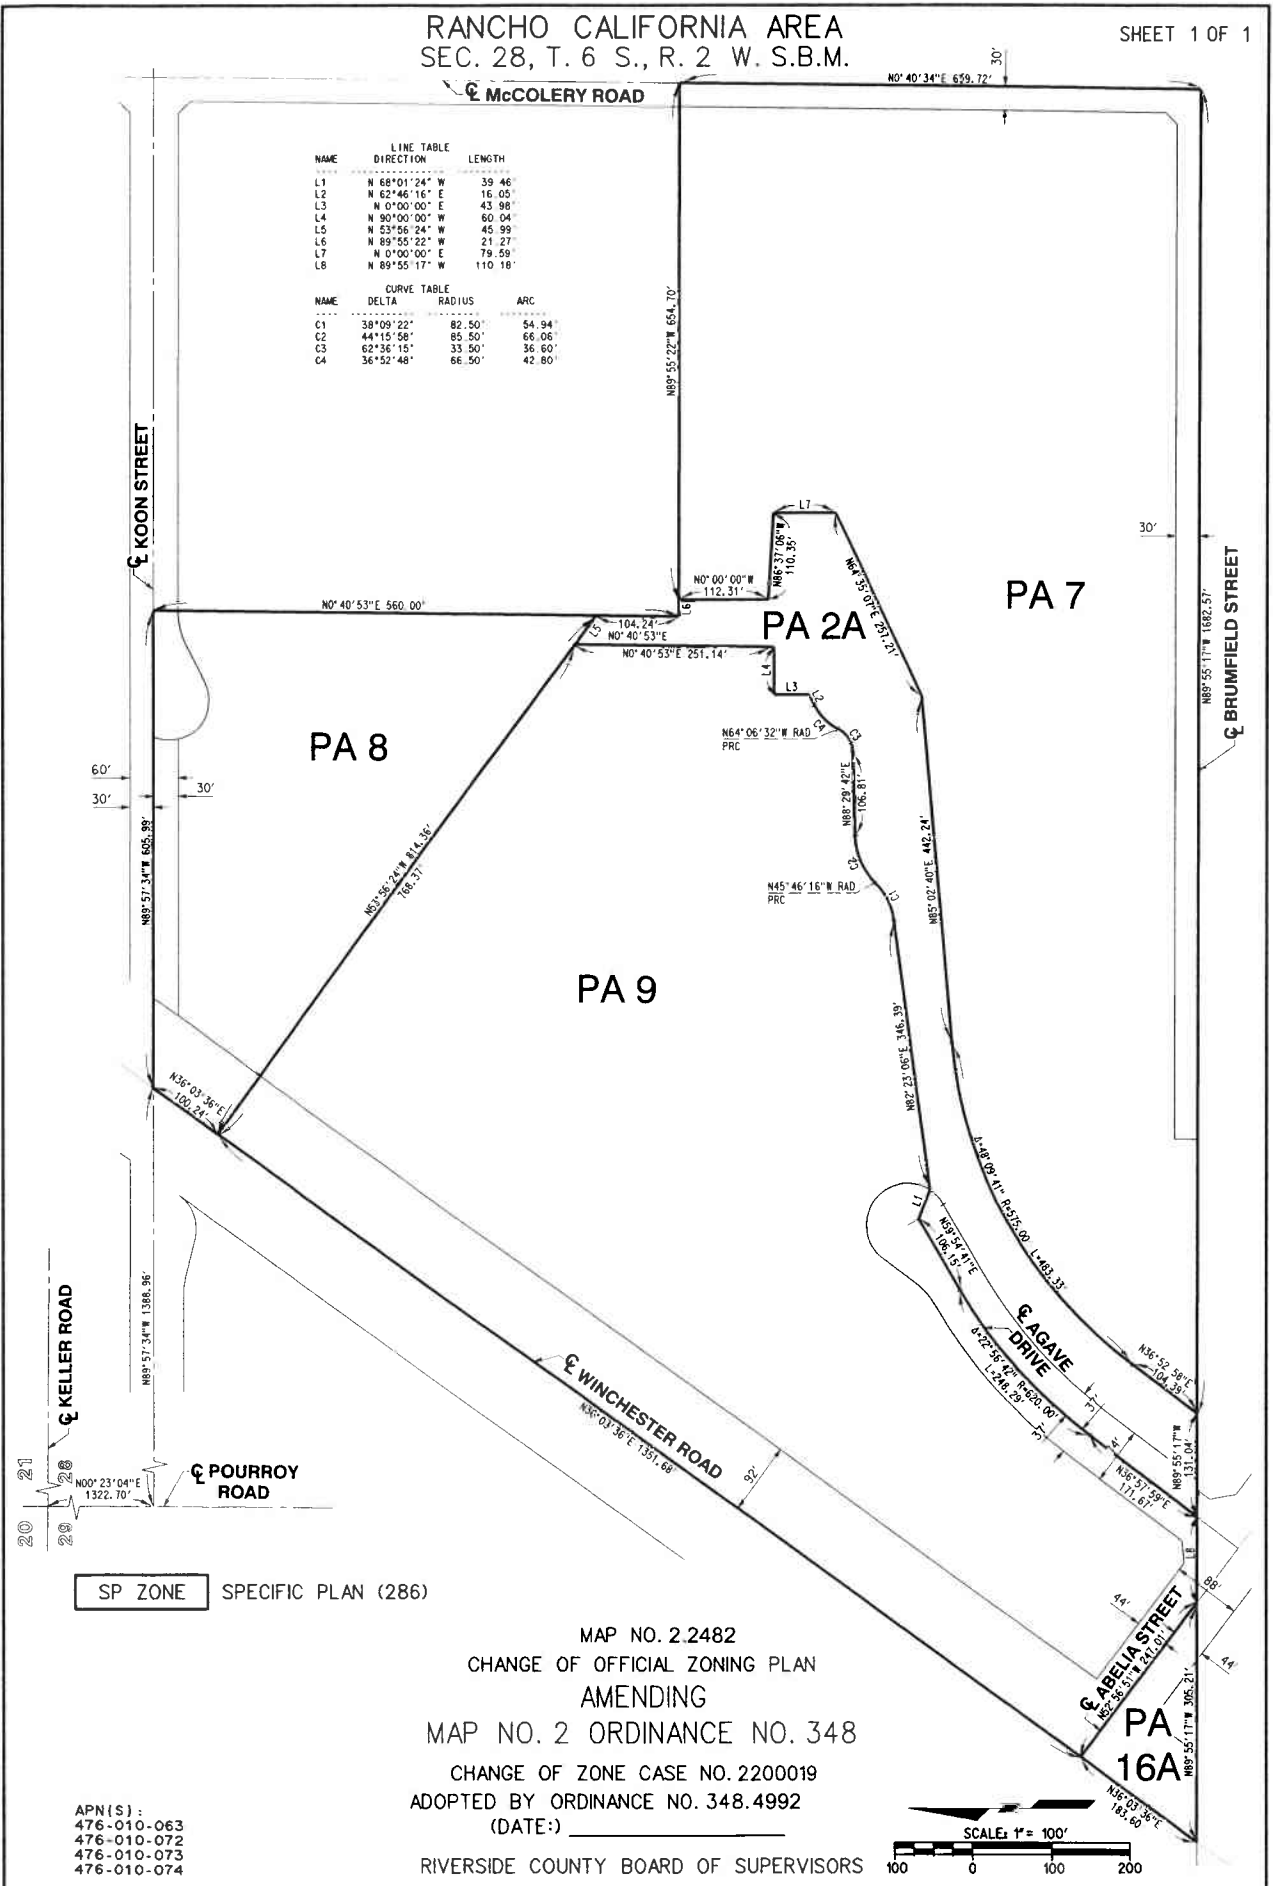 RANCHO CALIFORNIA AREA
SEC. 28, T. 6 S., R. 2 W. S.B.M.
SHEET 1 OF 1
℄ McCOLERY ROAD
N0°40'34"E 659.72'
30'
LINE TABLE
NAME DIRECTION LENGTH
L1 N 68°01'24" W 39.46'
L2 N 62°46'16" E 16.05'
L3 N 0°00'00" E 43.98'
L4 N 90°00'00" W 60.04'
L5 N 53°56'24" W 45.99'
L6 N 89°55'22" W 21.27'
L7 N 0°00'00" E 79.59'
L8 N 89°55'17" W 110.18'
CURVE TABLE
NAME DELTA RADIUS ARC
C1 38°09'22" 82.50' 54.94'
C2 44°15'58" 85.50' 66.06'
C3 62°36'15" 33.50' 36.60'
C4 36°52'48" 66.50' 42.80'
N89°55'22"W 654.70'
℄ KOON STREET
L7
N86°37'06"W
110.35'
N0°00'00"W
112.31'
L6
N64°35'07"E 257.21'
PA 7
30'
℄ BRUMFIELD STREET
N89°55'17"W 1682.57'
N0°40'53"E 560.00'
L5
104.24'
N0°40'53"E
N0°40'53"E 251.14'
PA 2A
L4
L3
L2
C4
C3
N64°06'32"W RAD
PRC
PA 8
60'
30'
30'
N89°57'34"W 605.99'
N53°56'24"W 814.36'
768.37'
N88°29'42"E
106.81'
C2
N45°46'16"W RAD
PRC
C1
N85°02'40"E 442.24'
PA 9
N82°23'06"E 346.39'
N36°03'36"E
100.24'
L1
N59°54'41"E
106.15'
Δ=48°09'41" R=575.00 L=483.33'
℄ AGAVE
DRIVE
Δ=22°56'42" R=620.00'
L=248.29'
N36°52'58"E
104.39'
37'
37'
4'
N89°55'17"W
131.04'
N36°57'59"E
171.67'
N89°57'34"W 1388.96'
℄ KELLER ROAD
℄ WINCHESTER ROAD
N36°03'36"E 1351.68'
92'
21
28
20
29
N00°23'04"E
1322.70'
℄ POURROY
ROAD
L8
88'
44'
44'
℄ ABELIA STREET
N52°56'51"W 247.01'
N89°55'17"W 305.21'
PA
16A
N36°03'36"E
183.60'
SP ZONE SPECIFIC PLAN (286)
MAP NO. 2.2482
CHANGE OF OFFICIAL ZONING PLAN
AMENDING
MAP NO. 2 ORDINANCE NO. 348
CHANGE OF ZONE CASE NO. 2200019
ADOPTED BY ORDINANCE NO. 348.4992
(DATE:)
RIVERSIDE COUNTY BOARD OF SUPERVISORS
APN(S):
476-010-063
476-010-072
476-010-073
476-010-074
SCALE: 1"= 100'
100 0 100 200